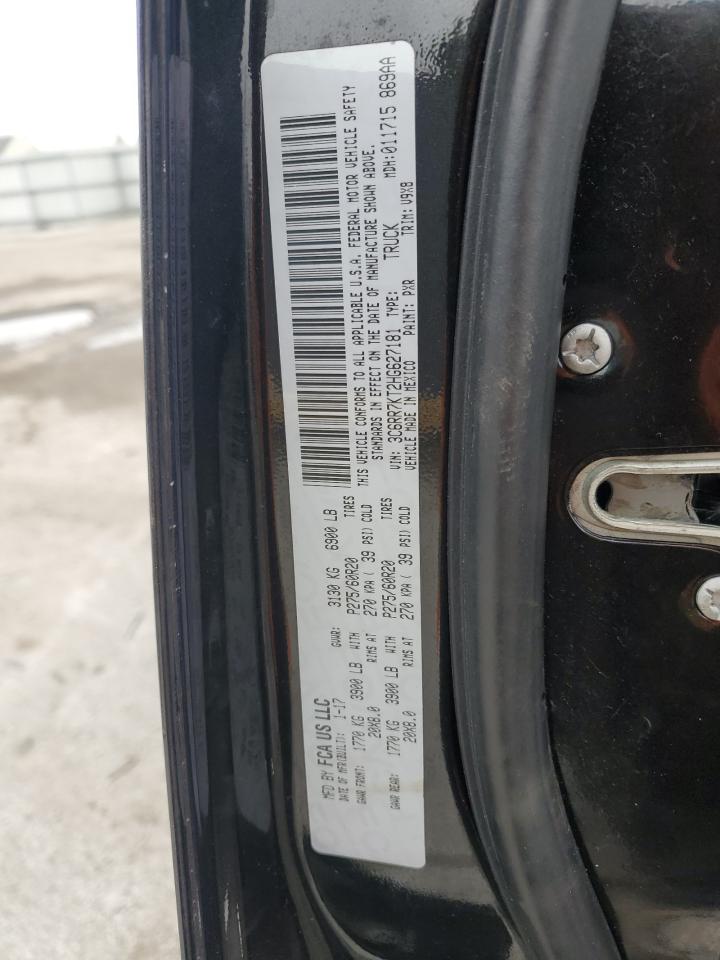 MFD BY FCA US LLC
DATE OF MFR(BUILT): 1-17 GVWR: 3130 KG 6900 LB
GAWR FRONT: 1770 KG 3900 LB WITH P275/60R20 TIRES
20X8.0 RIMS AT 270 KPA ( 39 PSI) COLD
GAWR REAR: 1770 KG 3900 LB WITH P275/60R20 TIRES
20X8.0 RIMS AT 270 KPA ( 39 PSI) COLD
THIS VEHICLE CONFORMS TO ALL APPLICABLE U.S.A. FEDERAL MOTOR VEHICLE SAFETY
STANDARDS IN EFFECT ON THE DATE OF MANUFACTURE SHOWN ABOVE.
VIN: 3C6RR7KT2HG627181 TYPE: TRUCK MDH:011715 869AA
VEHICLE MADE IN MEXICO PAINT: PXR TRIM: V9X8